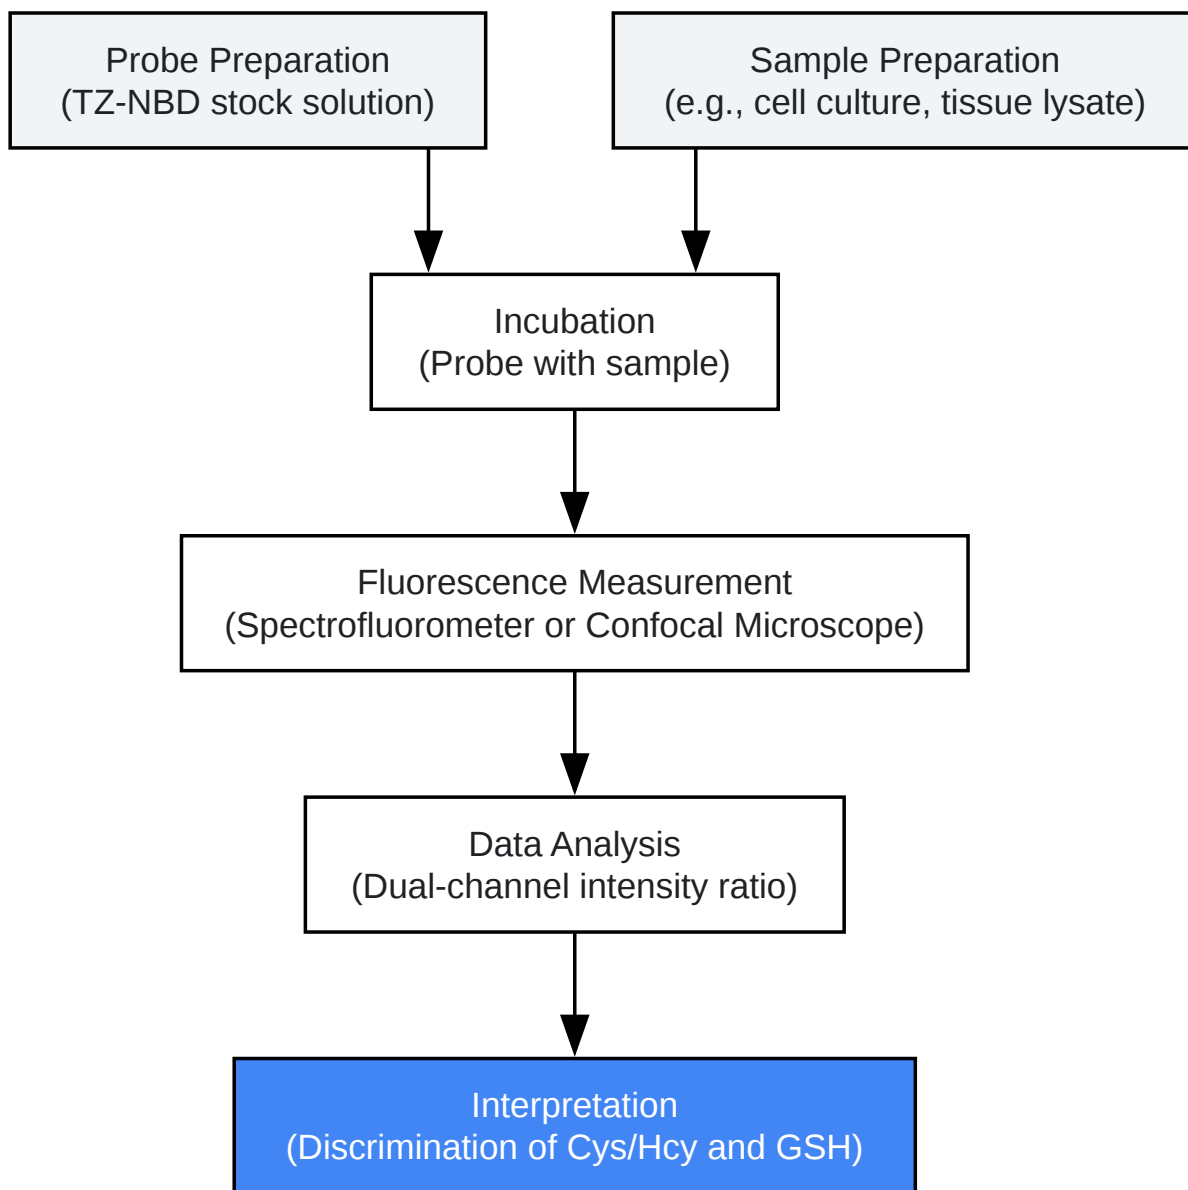 Probe Preparation
(TZ-NBD stock solution)
Sample Preparation
(e.g., cell culture, tissue lysate)
Incubation
(Probe with sample)
Fluorescence Measurement
(Spectrofluorometer or Confocal Microscope)
Data Analysis
(Dual-channel intensity ratio)
Interpretation
(Discrimination of Cys/Hcy and GSH)